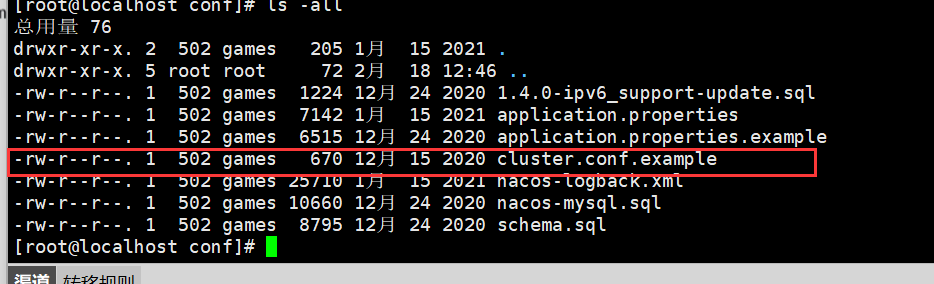 [root@localhost conf]# ls -all
总用量 76
drwxr-xr-x. 2  502 games   205 1月  15 2021 .
drwxr-xr-x. 5 root root     72 2月  18 12:46 ..
-rw-r--r--. 1  502 games  1224 12月 24 2020 1.4.0-ipv6_support-update.sql
-rw-r--r--. 1  502 games  7142 1月  15 2021 application.properties
-rw-r--r--. 1  502 games  6515 12月 24 2020 application.properties.example
-rw-r--r--. 1  502 games   670 12月 15 2020 cluster.conf.example
-rw-r--r--. 1  502 games 25710 1月  15 2021 nacos-logback.xml
-rw-r--r--. 1  502 games 10660 12月 24 2020 nacos-mysql.sql
-rw-r--r--. 1  502 games  8795 12月 24 2020 schema.sql
[root@localhost conf]#
渠道 转移规则